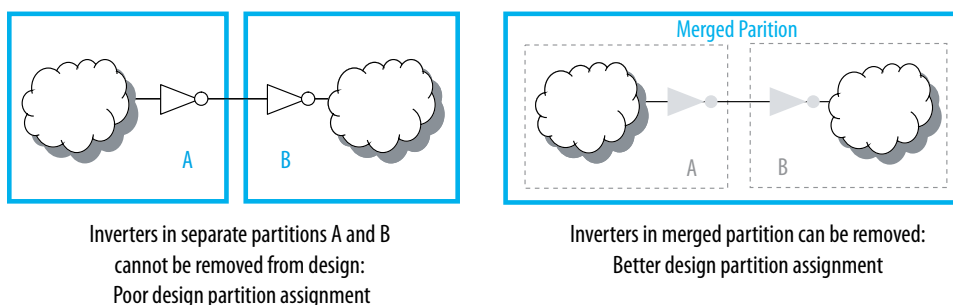 A
B
Inverters in separate partitions A and B
cannot be removed from design:
Poor design partition assignment
Merged Parition
A
B
Inverters in merged partition can be removed:
Better design partition assignment